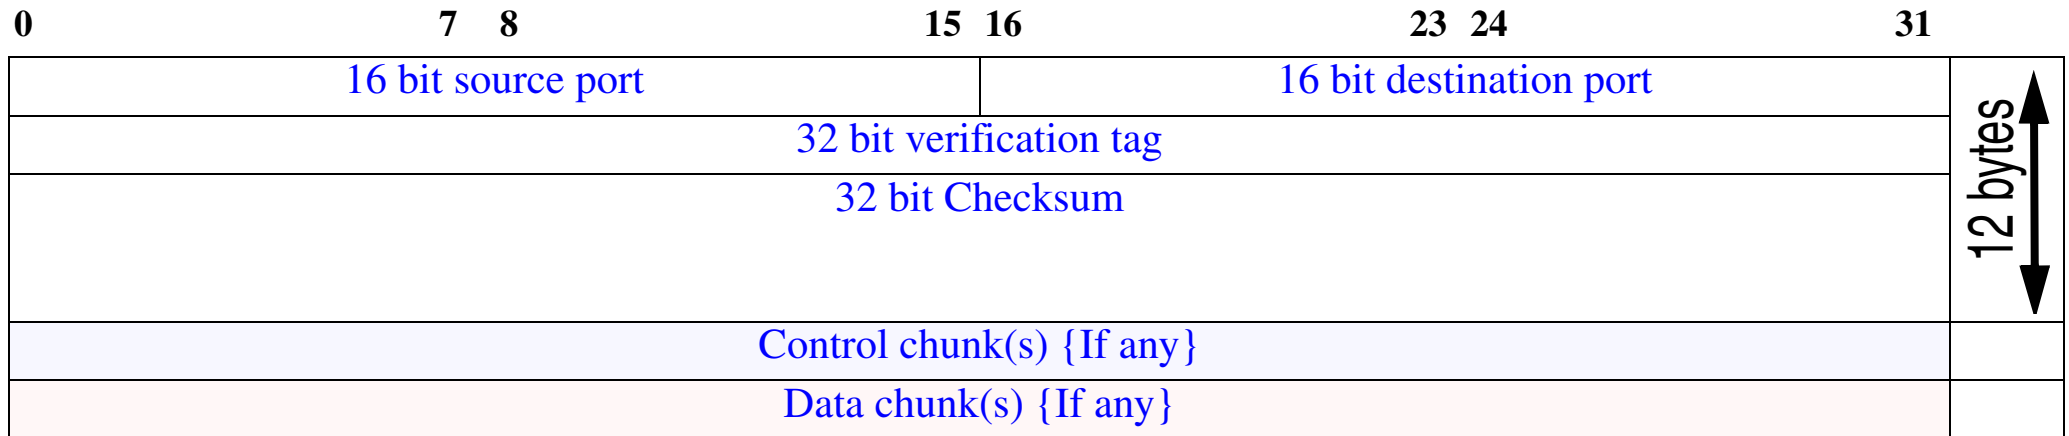 0 7 8 15 16 23 24 31
16 bit source port 16 bit destination port
32 bit verification tag
32 bit Checksum
12 bytes
Control chunk(s) {If any}
Data chunk(s) {If any}